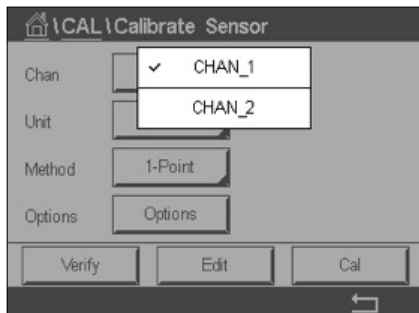 \CAL\Calibrate Sensor
Chan
CHAN_1
CHAN_2
Unit
Method
1-Point
Options
Options
Verify
Edit
Cal